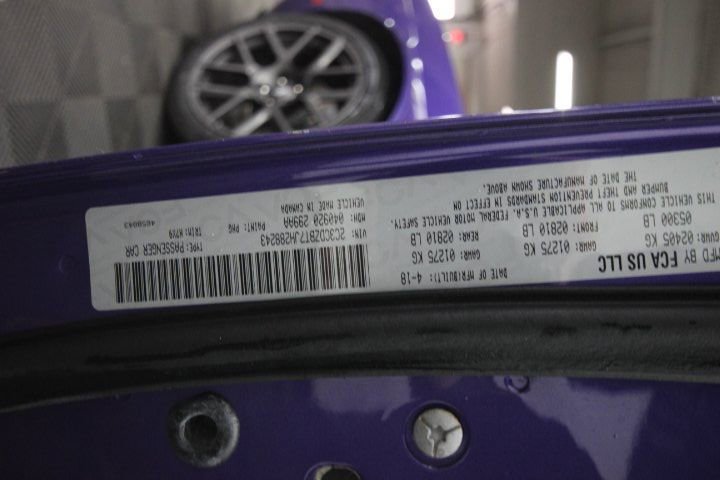 MFD BY FCA US LLC
DATE OF MFR(BUILT): 4-18
GVWR: 02405 KG
05300 LB
GAWR: 01275 KG
FRONT: 02810 LB
GAWR: 01275 KG
REAR: 02810 LB
THIS VEHICLE CONFORMS TO ALL APPLICABLE U.S.A. FEDERAL MOTOR VEHICLE SAFETY,
BUMPER AND THEFT PREVENTION STANDARDS IN EFFECT ON
THE DATE OF MANUFACTURE SHOWN ABOVE.
VIN: 2C3CDZBT7JH289243
TYPE: PASSENGER CAR
MDH: 040920 299AA
PAINT: PHG
TRIM: H7X9
VEHICLE MADE IN CANADA
4658043